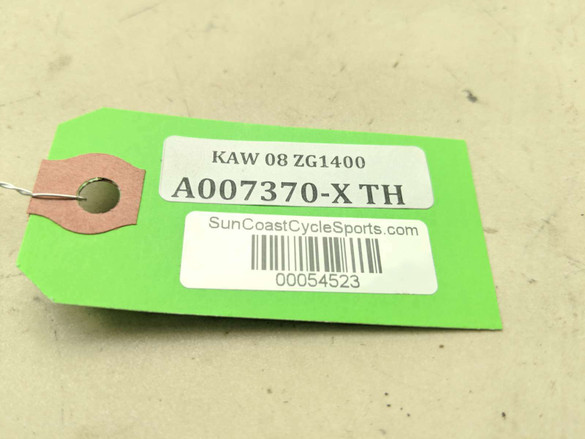 KAW 08 ZG1400
A007370-X TH
SunCoastCycleSports.com
00054523